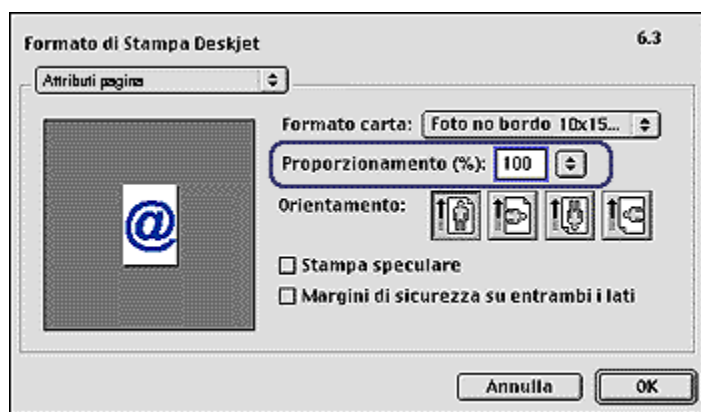 Formato di Stampa Deskjet 6.3
Attributi pagina
Formato carta: Foto no bordo 10x15...
Proporzionamento (%): 100
Orientamento:
@
Stampa speculare
Margini di sicurezza su entrambi i lati
Annulla OK